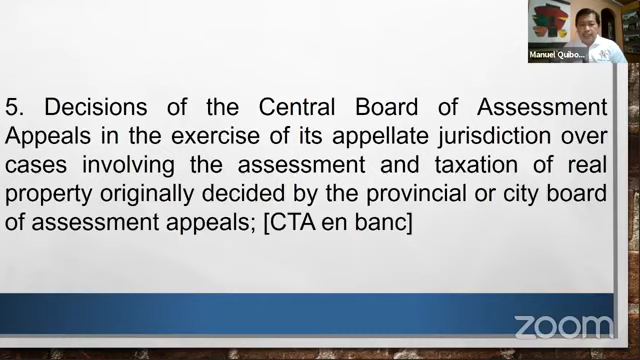 Manuel Quibo...
5. Decisions of the Central Board of Assessment
Appeals in the exercise of its appellate jurisdiction over
cases involving the assessment and taxation of real
property originally decided by the provincial or city board
of assessment appeals; [CTA en banc]
zoom